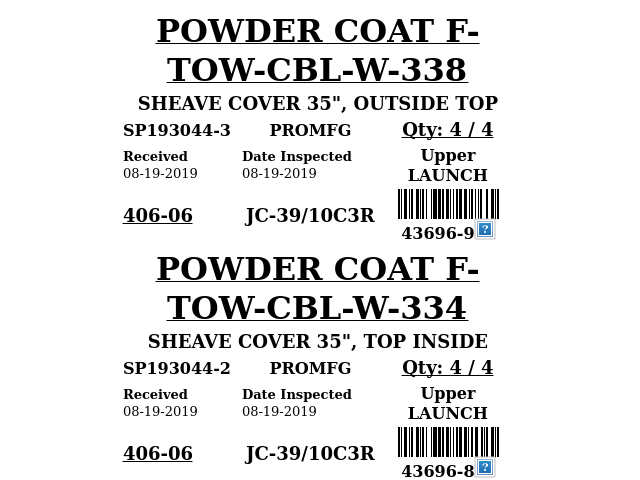 POWDER COAT F-
TOW-CBL-W-338
SHEAVE COVER 35", OUTSIDE TOP
SP193044-3 PROMFG Qty: 4 / 4
Received Date Inspected Upper
08-19-2019 08-19-2019 LAUNCH
406-06 JC-39/10C3R
43696-9
POWDER COAT F-
TOW-CBL-W-334
SHEAVE COVER 35", TOP INSIDE
SP193044-2 PROMFG Qty: 4 / 4
Received Date Inspected Upper
08-19-2019 08-19-2019 LAUNCH
406-06 JC-39/10C3R
43696-8